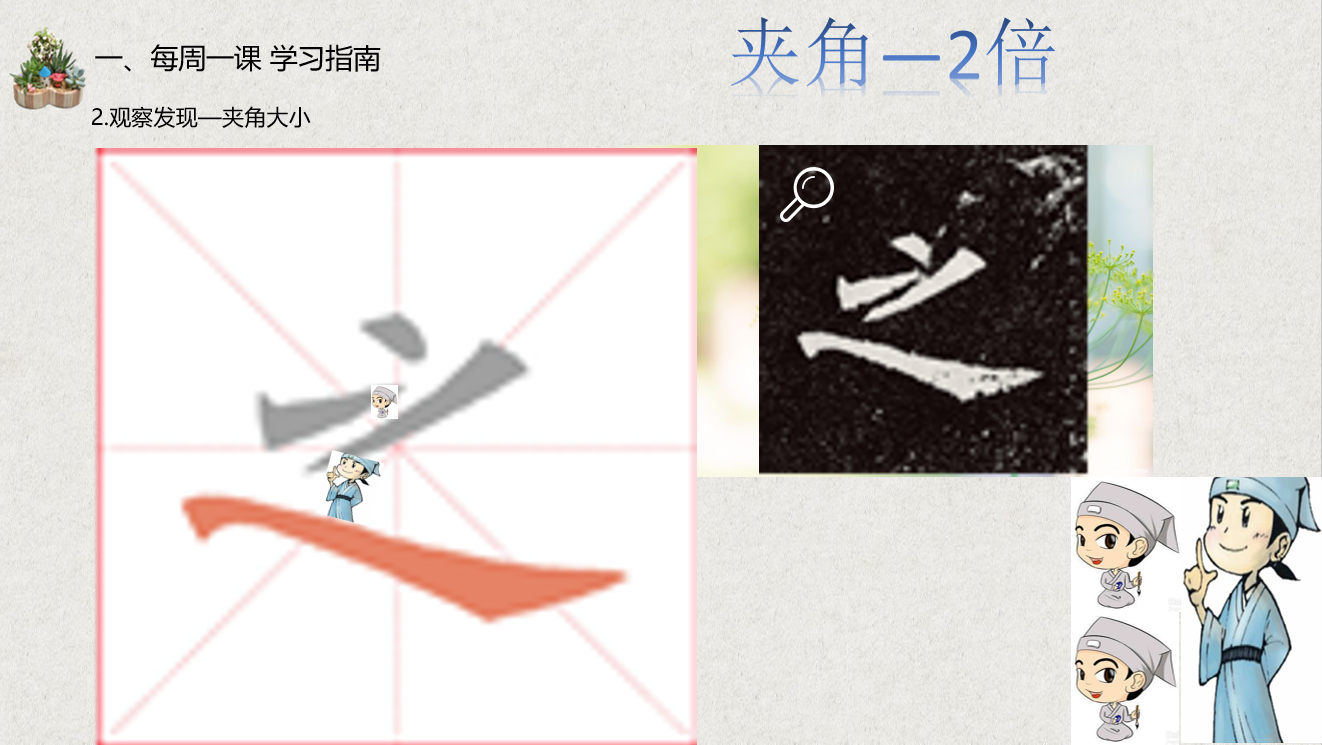 一、每周一课 学习指南
夹角—2倍
2.观察发现—夹角大小
之
之